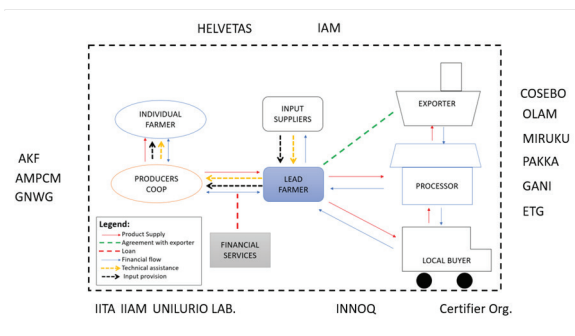 HELVETAS IAM
INDIVIDUAL
FARMER
INPUT
SUPPLIERS
EXPORTER
COSEBO
OLAM
MIRUKU
PAKKA
GANI
ETG
AKF
AMPCM
GNWG
PRODUCERS
COOP
LEAD
FARMER
PROCESSOR
Legend:
Product Supply
Agreement with exporter
Loan
Financial flow
Technical assistance
Input provision
FINANCIAL
SERVICES
LOCAL BUYER
IITA IIAM UNILURIO LAB. INNOQ Certifier Org.